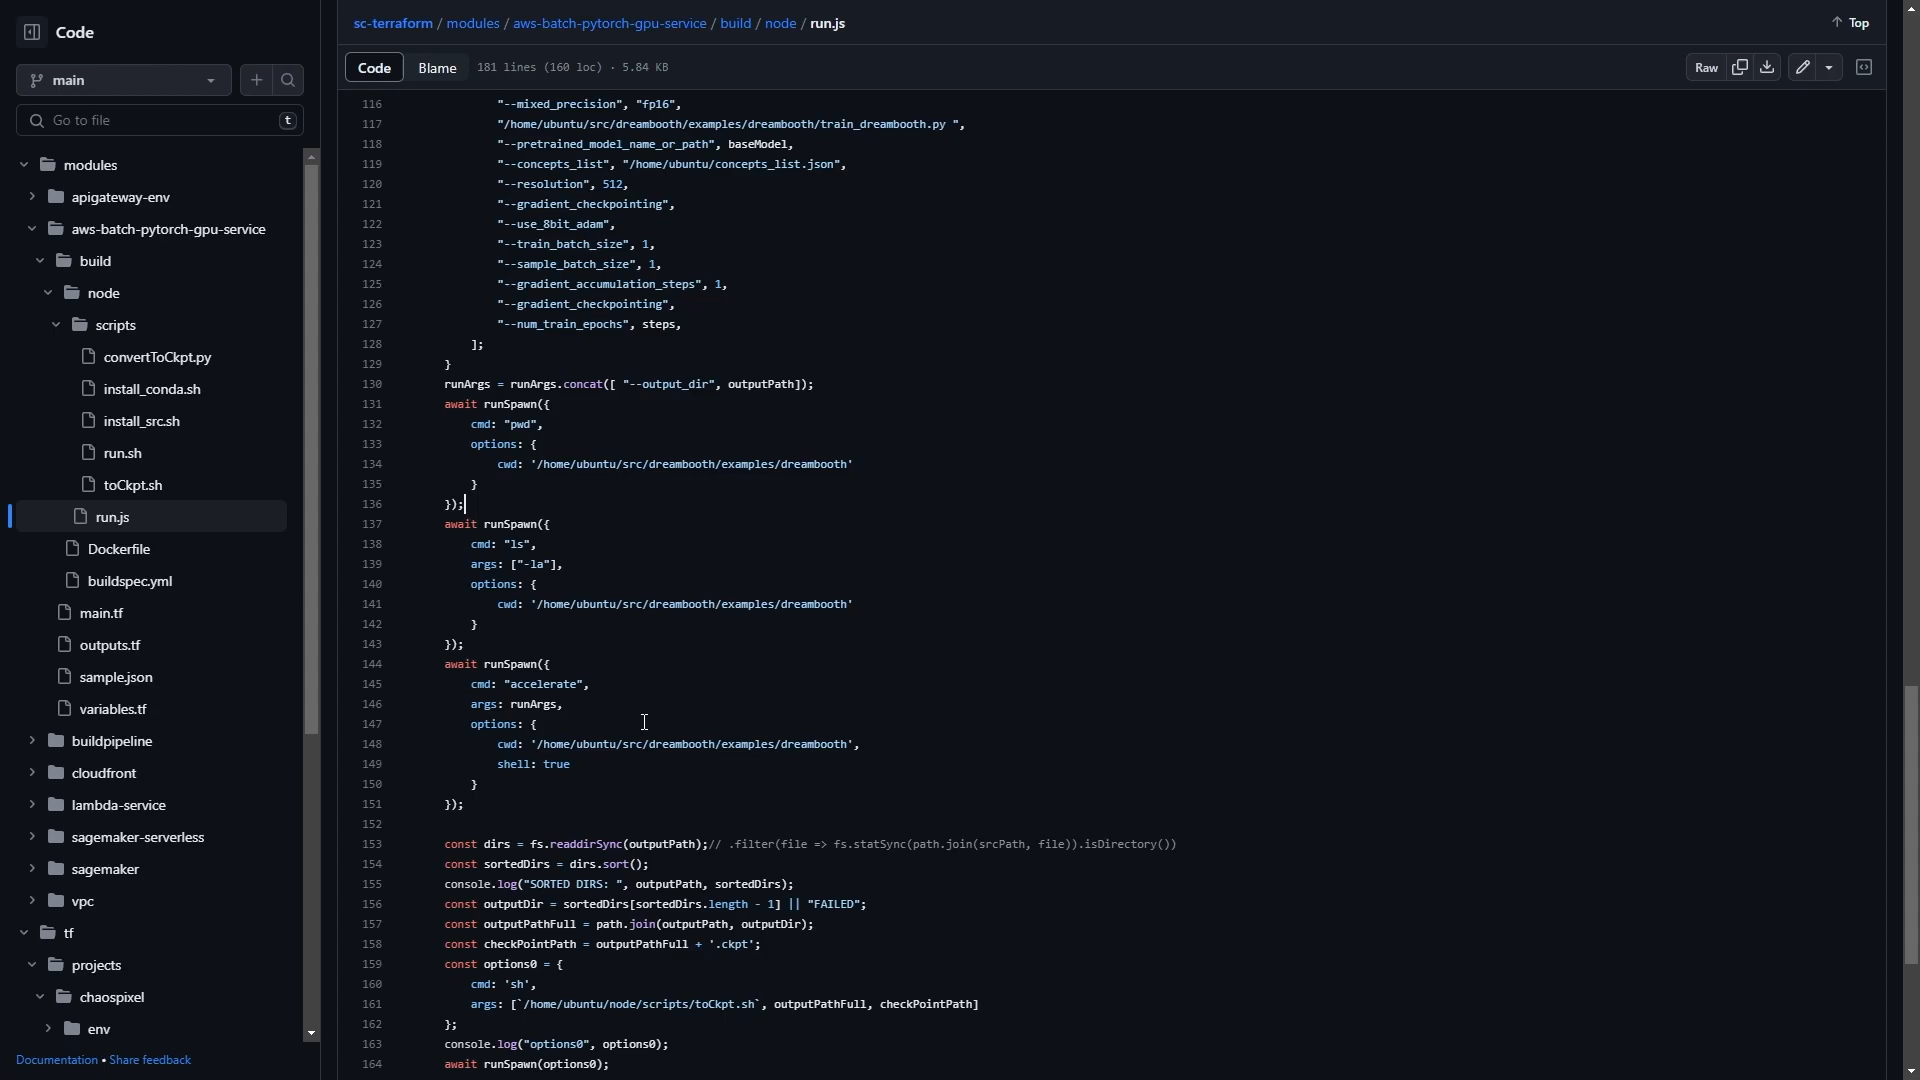 Code
main
Go to file
t
modules
apigateway-env
aws-batch-pytorch-gpu-service
build
node
scripts
convertToCkpt.py
install_conda.sh
install_src.sh
run.sh
toCkpt.sh
run.js
Dockerfile
buildspec.yml
main.tf
outputs.tf
sample.json
variables.tf
buildpipeline
cloudfront
lambda-service
sagemaker-serverless
sagemaker
vpc
tf
projects
chaospixel
env
Documentation • Share feedback
sc-terraform / modules / aws-batch-pytorch-gpu-service / build / node / run.js
Top
Code Blame 181 lines (160 loc) · 5.84 KB
Raw
116 "--mixed_precision", "fp16",
117 "/home/ubuntu/src/dreambooth/examples/dreambooth/train_dreambooth.py ",
118 "--pretrained_model_name_or_path", baseModel,
119 "--concepts_list", "/home/ubuntu/concepts_list.json",
120 "--resolution", 512,
121 "--gradient_checkpointing",
122 "--use_8bit_adam",
123 "--train_batch_size", 1,
124 "--sample_batch_size", 1,
125 "--gradient_accumulation_steps", 1,
126 "--gradient_checkpointing",
127 "--num_train_epochs", steps,
128 ];
129 }
130 runArgs = runArgs.concat([ "--output_dir", outputPath]);
131 await runSpawn({
132 cmd: "pwd",
133 options: {
134 cwd: '/home/ubuntu/src/dreambooth/examples/dreambooth'
135 }
136 });
137 await runSpawn({
138 cmd: "ls",
139 args: ["-la"],
140 options: {
141 cwd: '/home/ubuntu/src/dreambooth/examples/dreambooth'
142 }
143 });
144 await runSpawn({
145 cmd: "accelerate",
146 args: runArgs,
147 options: {
148 cwd: '/home/ubuntu/src/dreambooth/examples/dreambooth',
149 shell: true
150 }
151 });
152
153 const dirs = fs.readdirSync(outputPath);// .filter(file => fs.statSync(path.join(srcPath, file)).isDirectory())
154 const sortedDirs = dirs.sort();
155 console.log("SORTED DIRS: ", outputPath, sortedDirs);
156 const outputDir = sortedDirs[sortedDirs.length - 1] || "FAILED";
157 const outputPathFull = path.join(outputPath, outputDir);
158 const checkPointPath = outputPathFull + '.ckpt';
159 const options0 = {
160 cmd: 'sh',
161 args: [`/home/ubuntu/node/scripts/toCkpt.sh`, outputPathFull, checkPointPath]
162 };
163 console.log("options0", options0);
164 await runSpawn(options0);